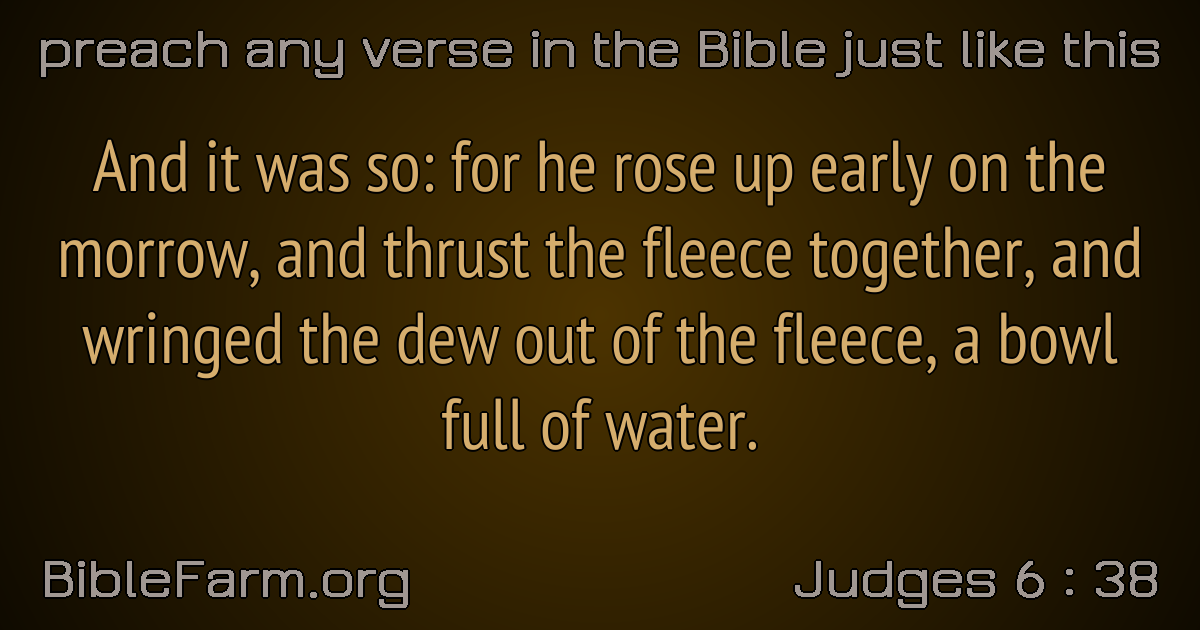 preach any verse in the Bible just like this
And it was so: for he rose up early on the
morrow, and thrust the fleece together, and
wringed the dew out of the fleece, a bowl
full of water.
BibleFarm.org
Judges 6 : 38